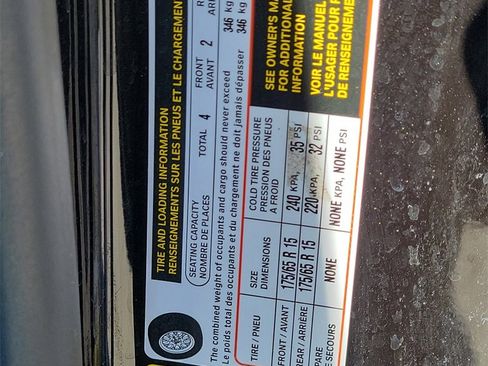 TIRE AND LOADING INFORMATION
RENSEIGNEMENTS SUR LES PNEUS ET LE CHARGEMENT
SEATING CAPACITY
NOMBRE DE PLACES
TOTAL 4
FRONT
AVANT 2
The combined weight of occupants and cargo should never exceed 346 kg
Le poids total des occupants et du chargement ne doit jamais dépasser 346 kg
TIRE / PNEU
SIZE
DIMENSIONS
COLD TIRE PRESSURE
PRESSION DES PNEUS
A FROID
FRONT / AVANT 175/65 R 15 240 KPA, 35 PSI
REAR / ARRIÈRE 175/65 R 15 220 KPA, 32 PSI
SPARE
DE SECOURS
NONE
NONE KPA, NONE PSI
SEE OWNER'S
FOR ADDITIONAL
INFORMATION
VOIR LE MANUEL
L'USAGER POUR
DE RENSEIGNEMEN